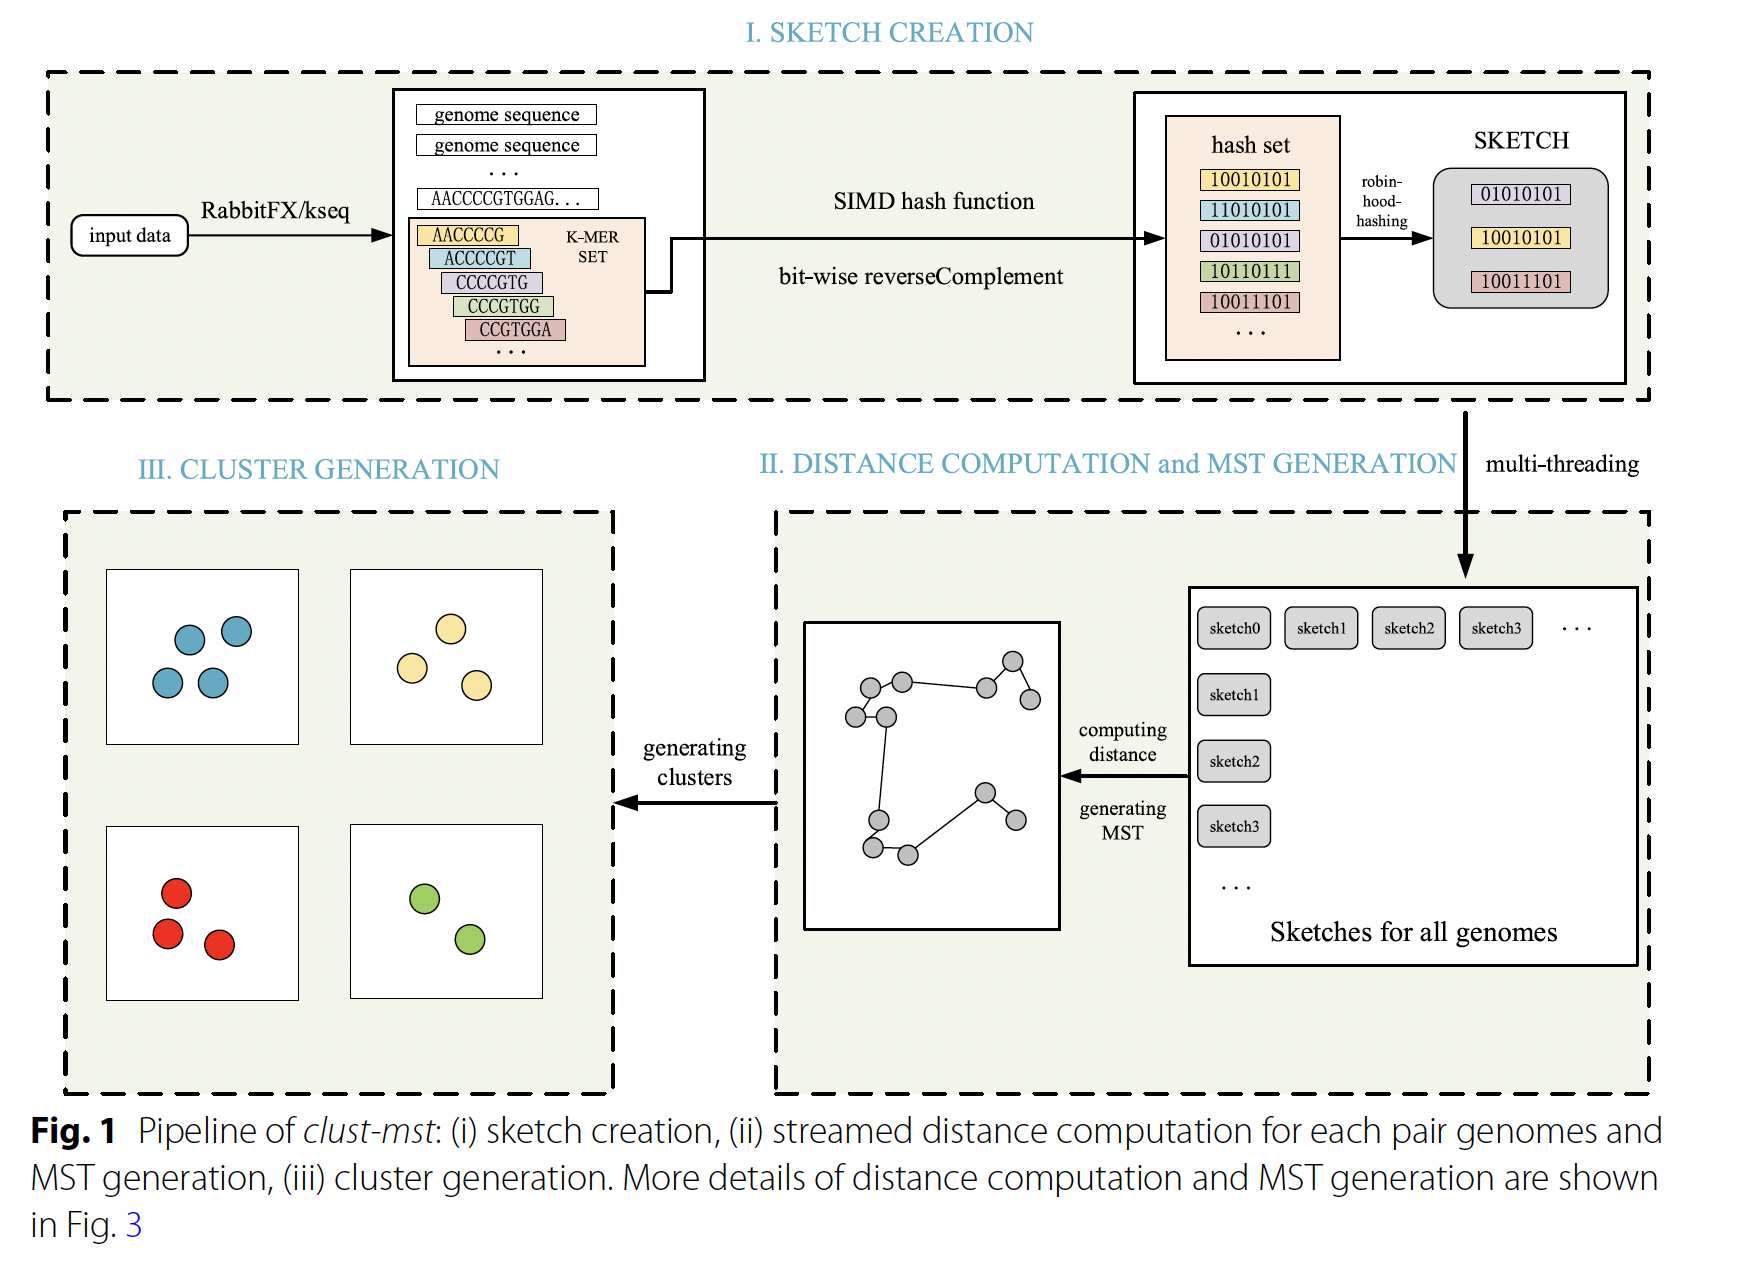 I. SKETCH CREATION
input data
RabbitFX/kseq
genome sequence
genome sequence
...
AACCCCGTGGAG...
AACCCCG
ACCCCGT
CCCCGTG
CCCGTGG
CCGTGGA
...
K-MER
SET
SIMD hash function
bit-wise reverseComplement
hash set
10010101
11010101
01010101
10110111
10011101
...
robin-
hood-
hashing
SKETCH
01010101
10010101
10011101
multi-threading
II. DISTANCE COMPUTATION and MST GENERATION
sketch0 sketch1 sketch2 sketch3 ...
sketch1
sketch2
sketch3
...
Sketches for all genomes
computing
distance
generating
MST
generating
clusters
III. CLUSTER GENERATION
Fig. 1 Pipeline of clust-mst: (i) sketch creation, (ii) streamed distance computation for each pair genomes and
MST generation, (iii) cluster generation. More details of distance computation and MST generation are shown
in Fig. 3